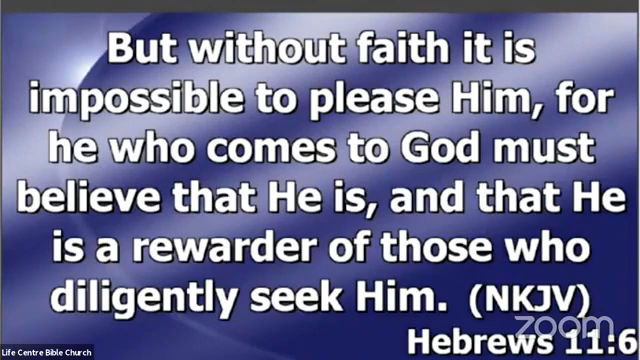 But without faith it is
impossible to please Him, for
he who comes to God must
believe that He is, and that He
is a rewarder of those who
diligently seek Him. (NKJV)
zoom
Hebrews 11:6
Life Centre Bible Church